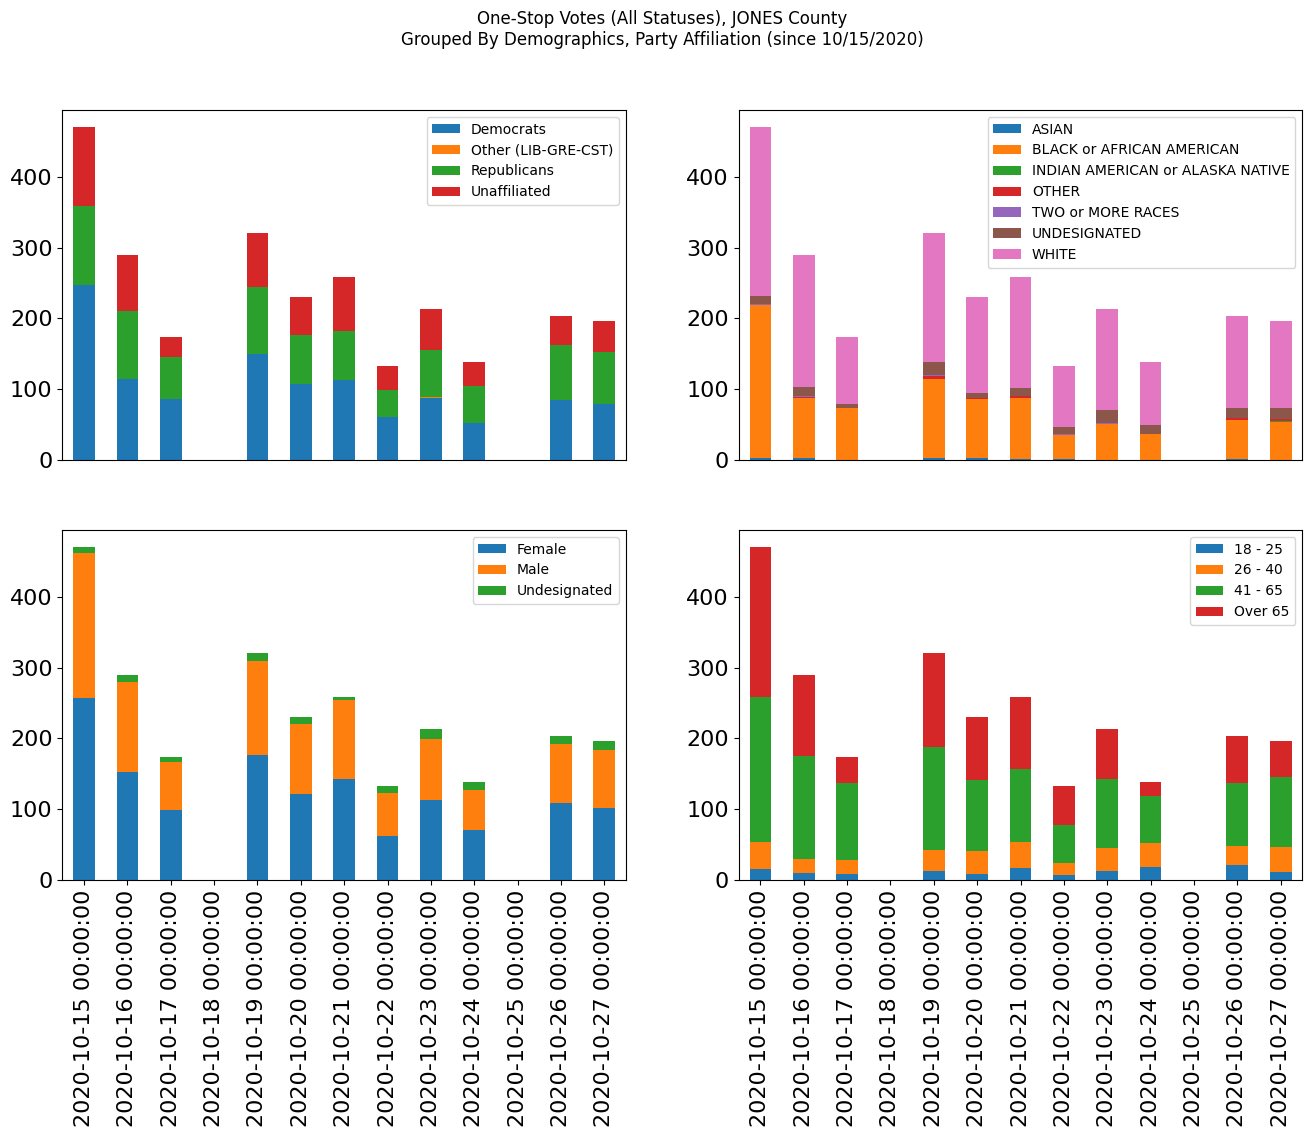 One-Stop Votes (All Statuses), JONES County
Grouped By Demographics, Party Affiliation (since 10/15/2020)
400
300
200
100
0
Democrats
Other (LIB-GRE-CST)
Republicans
Unaffiliated
400
300
200
100
0
ASIAN
BLACK or AFRICAN AMERICAN
INDIAN AMERICAN or ALASKA NATIVE
OTHER
TWO or MORE RACES
UNDESIGNATED
WHITE
400
300
200
100
0
Female
Male
Undesignated
2020-10-15 00:00:00
2020-10-16 00:00:00
2020-10-17 00:00:00
2020-10-18 00:00:00
2020-10-19 00:00:00
2020-10-20 00:00:00
2020-10-21 00:00:00
2020-10-22 00:00:00
2020-10-23 00:00:00
2020-10-24 00:00:00
2020-10-25 00:00:00
2020-10-26 00:00:00
2020-10-27 00:00:00
400
300
200
100
0
18 - 25
26 - 40
41 - 65
Over 65
2020-10-15 00:00:00
2020-10-16 00:00:00
2020-10-17 00:00:00
2020-10-18 00:00:00
2020-10-19 00:00:00
2020-10-20 00:00:00
2020-10-21 00:00:00
2020-10-22 00:00:00
2020-10-23 00:00:00
2020-10-24 00:00:00
2020-10-25 00:00:00
2020-10-26 00:00:00
2020-10-27 00:00:00